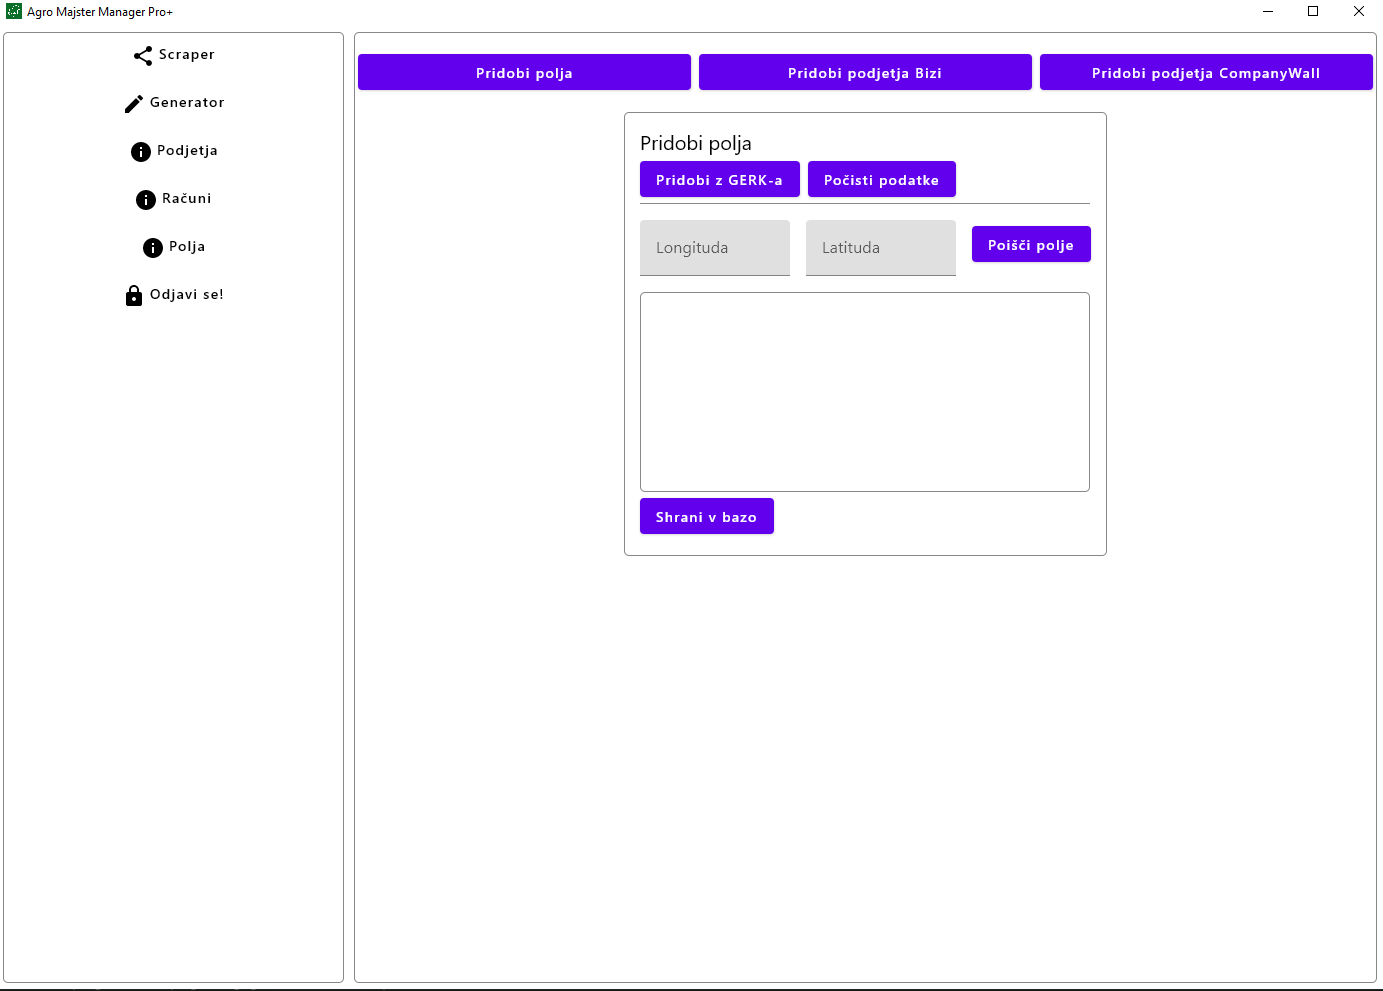 Agro Majster Manager Pro+
Scraper
Generator
Podjetja
Računi
Polja
Odjavi se!
Pridobi polja
Pridobi podjetja Bizi
Pridobi podjetja CompanyWall
Pridobi polja
Pridobi z GERK-a
Počisti podatke
Longituda
Latituda
Poišči polje
Shrani v bazo